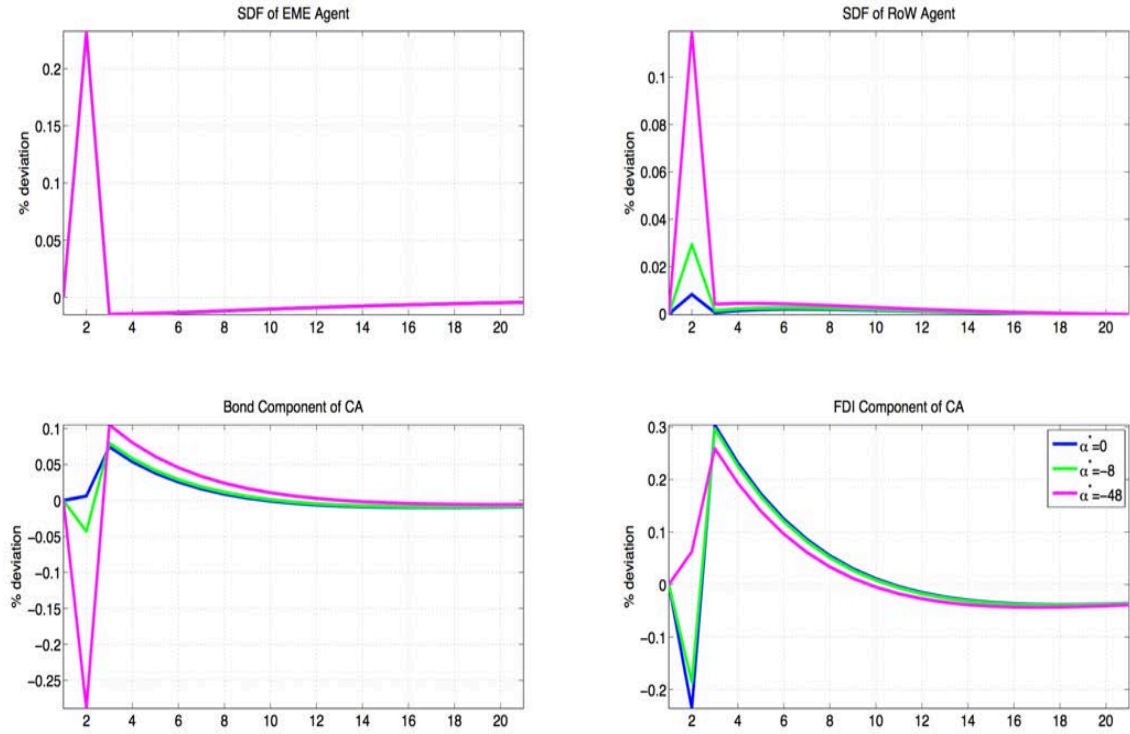 SDF of EME Agent
% deviation
0.2
0.15
0.1
0.05
0
2 4 6 8 10 12 14 16 18 20
SDF of RoW Agent
% deviation
0.1
0.08
0.06
0.04
0.02
0
2 4 6 8 10 12 14 16 18 20
Bond Component of CA
% deviation
0.1
0.05
0
−0.05
−0.1
−0.15
−0.2
−0.25
2 4 6 8 10 12 14 16 18 20
FDI Component of CA
% deviation
0.3
0.2
0.1
0
−0.1
−0.2
2 4 6 8 10 12 14 16 18 20
α*=0
α*=−8
α*=−48